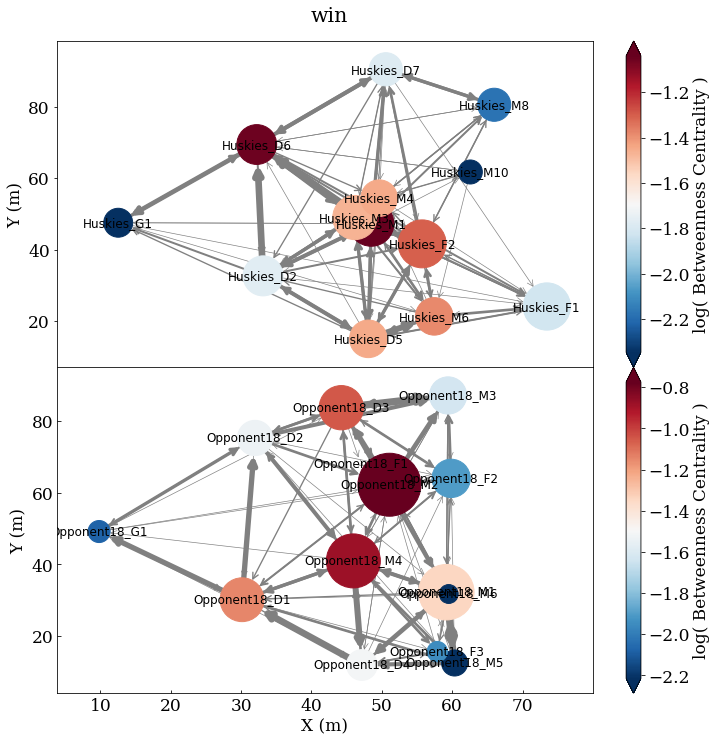 win
Huskies_D7
Huskies_M8
Huskies_D6
Huskies_M10
Huskies_M4
Huskies_G1
Huskies_M3
Huskies_M1
Huskies_F2
Huskies_D2
Huskies_F1
Huskies_M6
Huskies_D5
80
60
40
20
Y (m)
−1.2
−1.4
−1.6
−1.8
−2.0
−2.2
log( Betweenness Centrality )
Opponent18_M3
Opponent18_D3
Opponent18_D2
Opponent18_F1
Opponent18_F2
Opponent18_M2
Opponent18_G1
Opponent18_M4
Opponent18_M1
Opponent18_M6
Opponent18_D1
Opponent18_F3
Opponent18_D4
Opponent18_M5
80
60
40
20
Y (m)
10 20 30 40 50 60 70
X (m)
−0.8
−1.0
−1.2
−1.4
−1.6
−1.8
−2.0
−2.2
log( Betweenness Centrality )